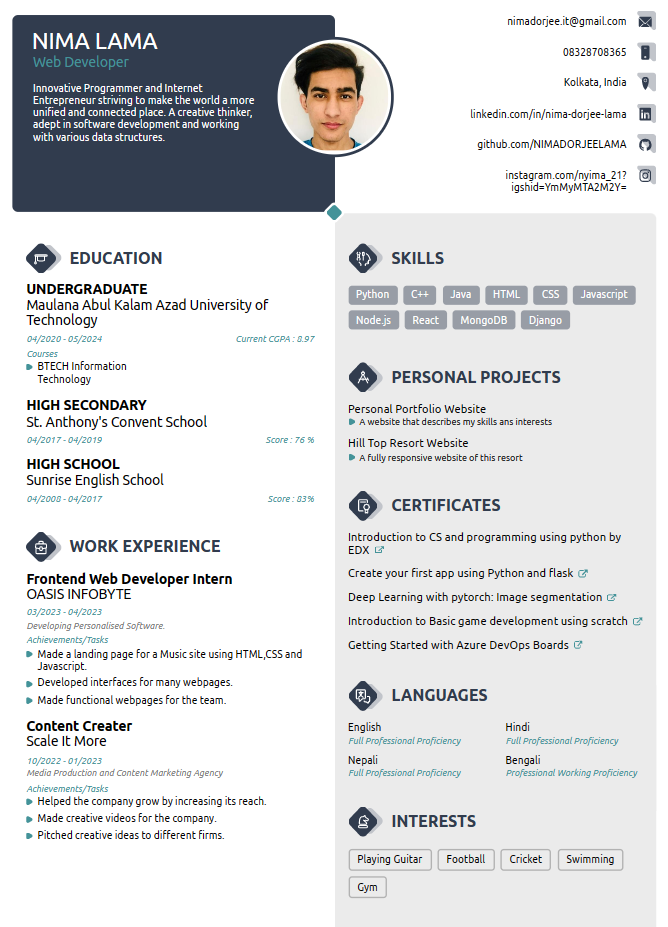 NIMA LAMA
Web Developer
Innovative Programmer and Internet
Entrepreneur striving to make the world a more
unified and connected place. A creative thinker,
adept in software development and working
with various data structures.
nimadorjee.it@gmail.com
08328708365
Kolkata, India
linkedin.com/in/nima-dorjee-lama
github.com/NIMADORJEELAMA
instagram.com/nyima_21?
igshid=YmMyMTA2M2Y=
EDUCATION
UNDERGRADUATE
Maulana Abul Kalam Azad University of
Technology
04/2020 - 05/2024 Current CGPA : 8.97
Courses
BTECH Information
Technology
HIGH SECONDARY
St. Anthony's Convent School
04/2017 - 04/2019 Score : 76 %
HIGH SCHOOL
Sunrise English School
04/2008 - 04/2017 Score : 83%
WORK EXPERIENCE
Frontend Web Developer Intern
OASIS INFOBYTE
03/2023 - 04/2023
Developing Personalised Software.
Achievements/Tasks
Made a landing page for a Music site using HTML,CSS and
Javascript.
Developed interfaces for many webpages.
Made functional webpages for the team.
Content Creater
Scale It More
10/2022 - 01/2023
Media Production and Content Marketing Agency
Achievements/Tasks
Helped the company grow by increasing its reach.
Made creative videos for the company.
Pitched creative ideas to different firms.
SKILLS
Python C++ Java HTML CSS Javascript
Node.js React MongoDB Django
PERSONAL PROJECTS
Personal Portfolio Website
A website that describes my skills ans interests
Hill Top Resort Website
A fully responsive website of this resort
CERTIFICATES
Introduction to CS and programming using python by
EDX
Create your first app using Python and flask
Deep Learning with pytorch: Image segmentation
Introduction to Basic game development using scratch
Getting Started with Azure DevOps Boards
LANGUAGES
English Hindi
Full Professional Proficiency Full Professional Proficiency
Nepali Bengali
Full Professional Proficiency Professional Working Proficiency
INTERESTS
Playing Guitar Football Cricket Swimming
Gym